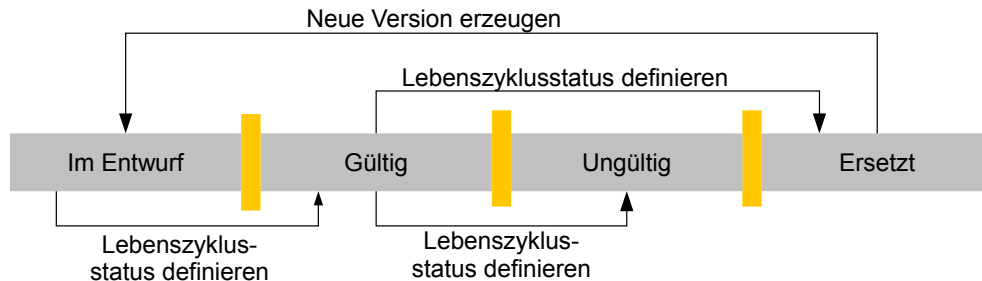 Neue Version erzeugen
Lebenszyklusstatus definieren
Im Entwurf
Gültig
Ungültig
Ersetzt
Lebenszyklus-
status definieren
Lebenszyklus-
status definieren